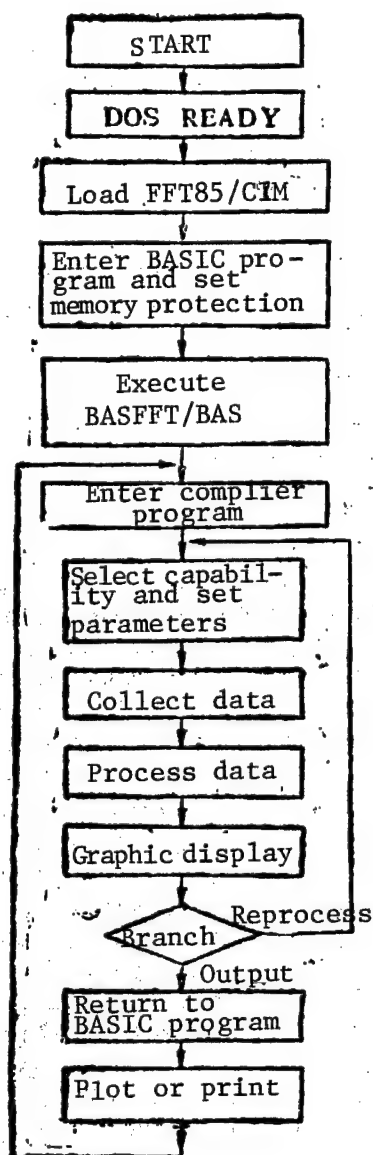 START
DOS READY
Load FFT85/CIM
Enter BASIC pro-
gram and set
memory protection
Execute
BASFFT/BAS
Enter complier
program
Select capabil-
ity and set
parameters
Collect data
Process data
Graphic display
Branch
Reprocess
Output
Return to
BASIC program
Plot or print